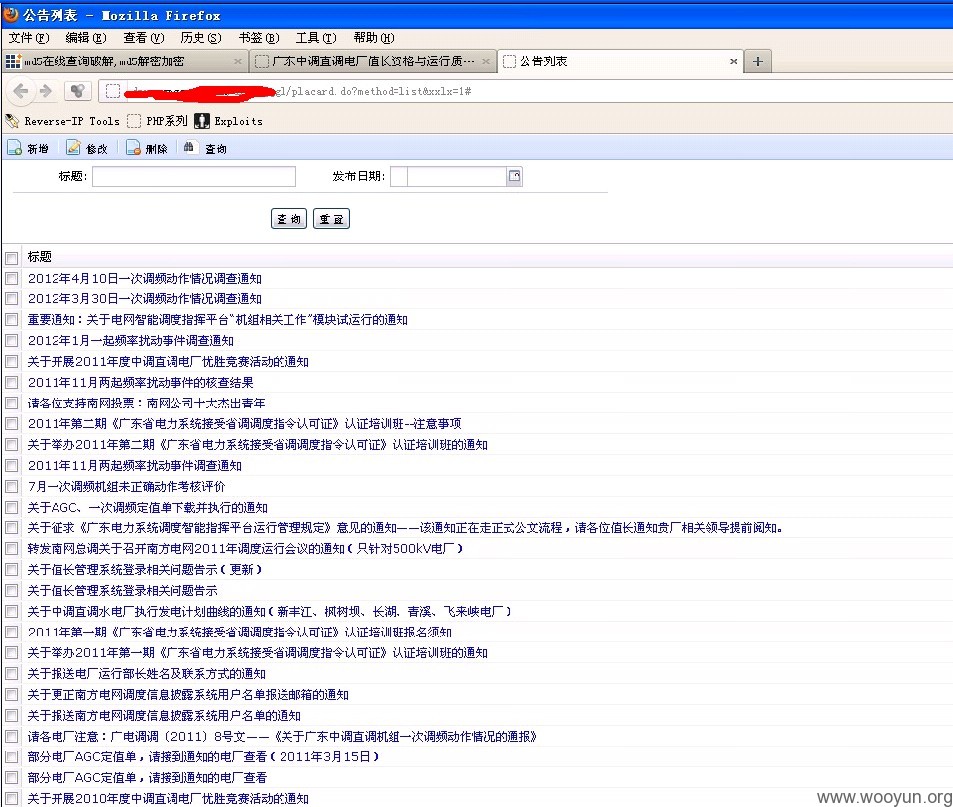 公告列表 - Mozilla Firefox
文件(F) 编辑(E) 查看(V) 历史(S) 书签(B) 工具(T) 帮助(H)
md5在线查询破解,md5解密加密 广东中调直调电厂值长资格与运行质… 公告列表
gl/placard.do?method=list&xxlx=1#
Reverse-IP Tools PHP系列 Exploits
新增 修改 删除 查询
标题: 发布日期:
查询 重置
标题
2012年4月10日一次调频动作情况调查通知
2012年3月30日一次调频动作情况调查通知
重要通知：关于电网智能调度指挥平台“机组相关工作”模块试运行的通知
2012年1月一起频率扰动事件调查通知
关于开展2011年度中调直调电厂优胜竞赛活动的通知
2011年11月两起频率扰动事件的核查结果
请各位支持南网投票：南网公司十大杰出青年
2011年第二期《广东省电力系统接受省调调度指令认可证》认证培训班--注意事项
关于举办2011年第二期《广东省电力系统接受省调调度指令认可证》认证培训班的通知
2011年11月两起频率扰动事件调查通知
7月一次调频机组未正确动作考核评价
关于AGC、一次调频定值单下载并执行的通知
关于征求《广东电力系统调度智能指挥平台运行管理规定》意见的通知——该通知正在走正式公文流程，请各位值长通知贵厂相关领导提前阅知。
转发南网总调关于召开南方电网2011年调度运行会议的通知（只针对500kV电厂）
关于值长管理系统登录相关问题告示（更新）
关于值长管理系统登录相关问题告示
关于中调直调水电厂执行发电计划曲线的通知（新丰江、枫树坝、长湖、青溪、飞来峡电厂）
2011年第一期《广东省电力系统接受省调调度指令认可证》认证培训班报名须知
关于举办2011年第一期《广东省电力系统接受省调调度指令认可证》认证培训班的通知
关于报送电厂运行部长姓名及联系方式的通知
关于更正南方电网调度信息披露系统用户名单报送邮箱的通知
关于报送南方电网调度信息披露系统用户名单的通知
请各电厂注意：广电调调〔2011〕8号文——《关于广东中调直调机组一次调频动作情况的通报》
部分电厂AGC定值单，请接到通知的电厂查看（2011年3月15日）
部分电厂AGC定值单，请接到通知的电厂查看
关于开展2010年度中调直调电厂优胜竞赛活动的通知
www.wooyun.org